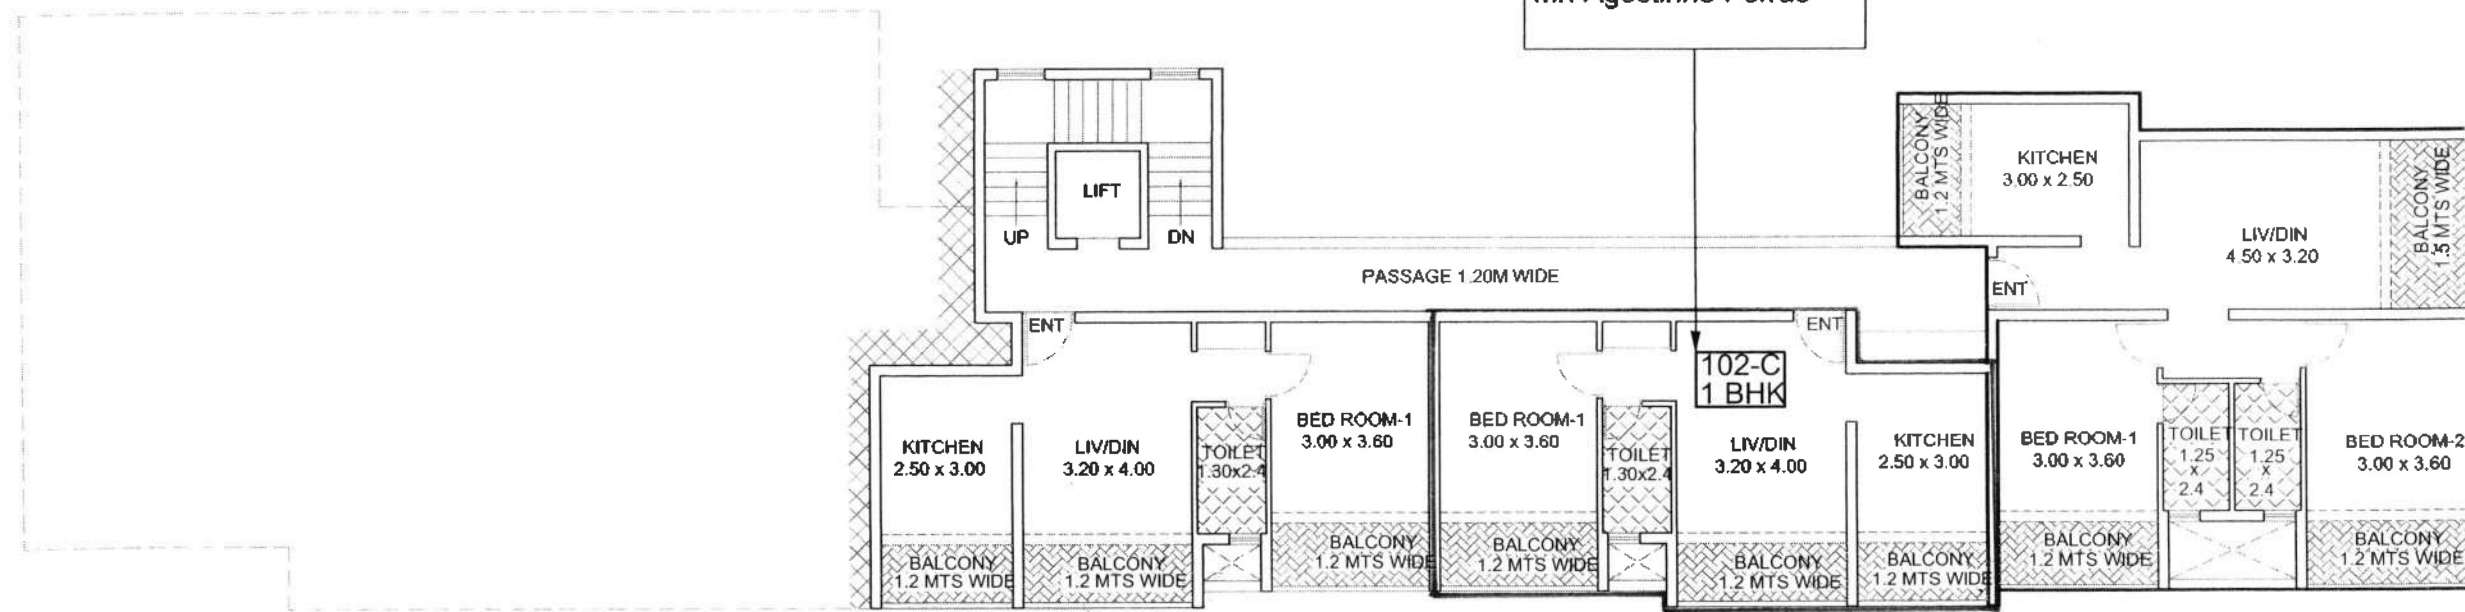 LIFT
UP
DN
PASSAGE 1.20M WIDE
BALCONY
1.2 MTS WIDE
KITCHEN
3.00 x 2.50
LIV/DIN
4.50 x 3.20
BALCONY
1.5 MTS WIDE
ENT
ENT
ENT
102-C
1 BHK
KITCHEN
2.50 x 3.00
LIV/DIN
3.20 x 4.00
TOILET
1.30x2.4
BED ROOM-1
3.00 x 3.60
BED ROOM-1
3.00 x 3.60
TOILET
1.30x2.4
LIV/DIN
3.20 x 4.00
KITCHEN
2.50 x 3.00
BED ROOM-1
3.00 x 3.60
TOILET
1.25
x
2.4
TOILET
1.25
x
2.4
BED ROOM-2
3.00 x 3.60
BALCONY
1.2 MTS WIDE
BALCONY
1.2 MTS WIDE
BALCONY
1.2 MTS WIDE
BALCONY
1.2 MTS WIDE
BALCONY
1.2 MTS WIDE
BALCONY
1.2 MTS WIDE
BALCONY
1.2 MTS WIDE
BALCONY
1.2 MTS WIDE